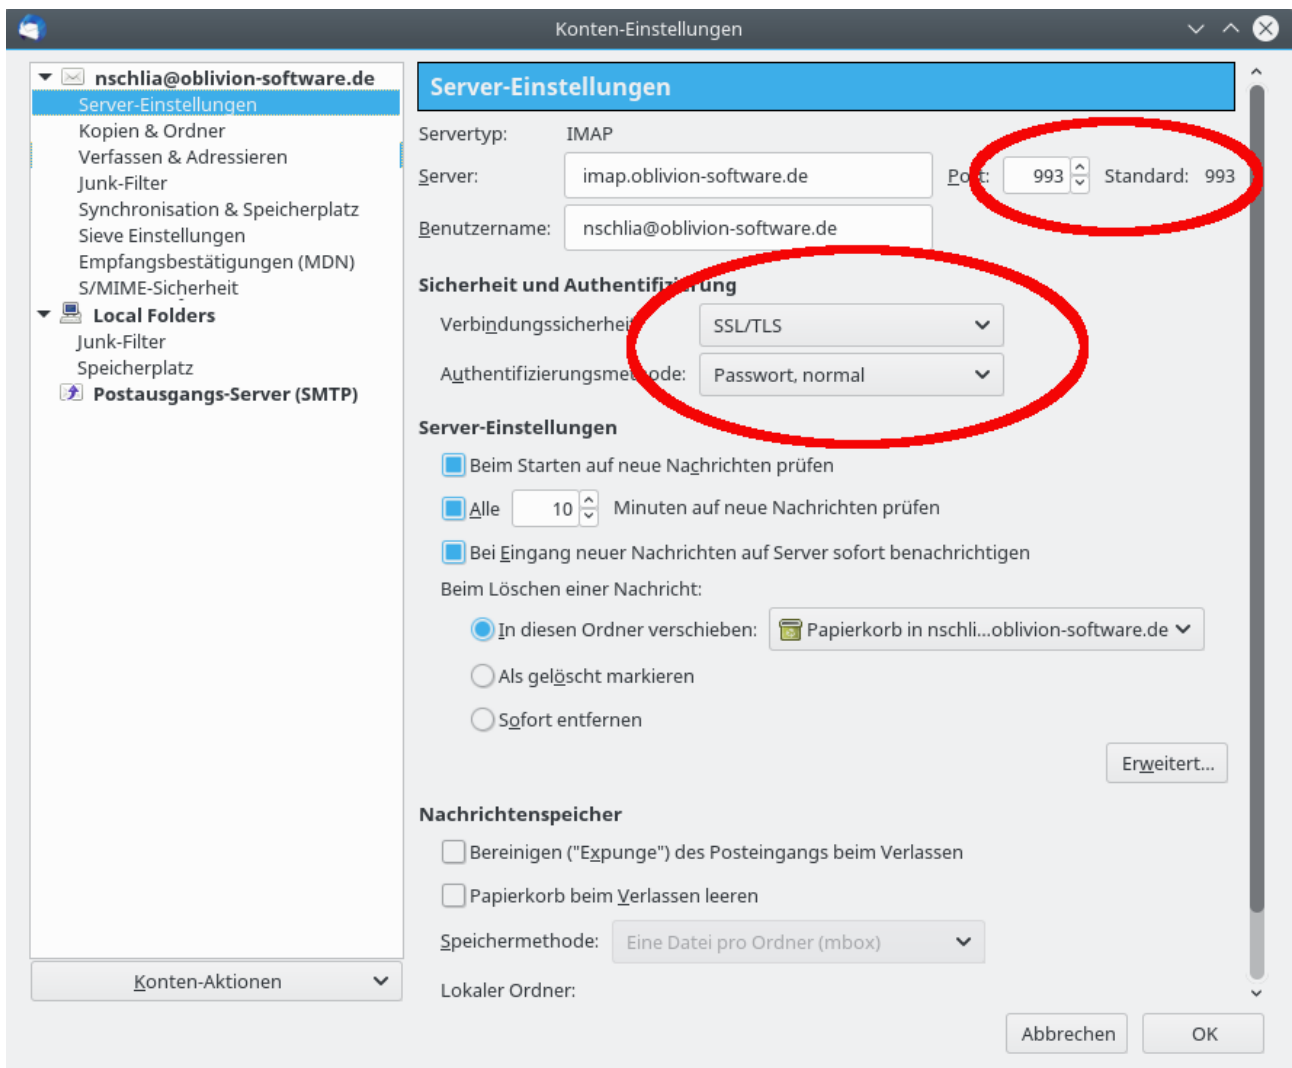 Konten-Einstellungen
nschlia@oblivion-software.de
Server-Einstellungen
Kopien & Ordner
Verfassen & Adressieren
Junk-Filter
Synchronisation & Speicherplatz
Sieve Einstellungen
Empfangsbestätigungen (MDN)
S/MIME-Sicherheit
Local Folders
Junk-Filter
Speicherplatz
Postausgangs-Server (SMTP)
Konten-Aktionen
Server-Einstellungen
Servertyp: IMAP
Server: imap.oblivion-software.de Port: 993 Standard: 993
Benutzername: nschlia@oblivion-software.de
Sicherheit und Authentifizierung
Verbindungssicherheit SSL/TLS
Authentifizierungsmethode: Passwort, normal
Server-Einstellungen
Beim Starten auf neue Nachrichten prüfen
Alle 10 Minuten auf neue Nachrichten prüfen
Bei Eingang neuer Nachrichten auf Server sofort benachrichtigen
Beim Löschen einer Nachricht:
In diesen Ordner verschieben: Papierkorb in nschli...oblivion-software.de
Als gelöscht markieren
Sofort entfernen
Erweitert...
Nachrichtenspeicher
Bereinigen ("Expunge") des Posteingangs beim Verlassen
Papierkorb beim Verlassen leeren
Speichermethode: Eine Datei pro Ordner (mbox)
Lokaler Ordner:
Abbrechen OK